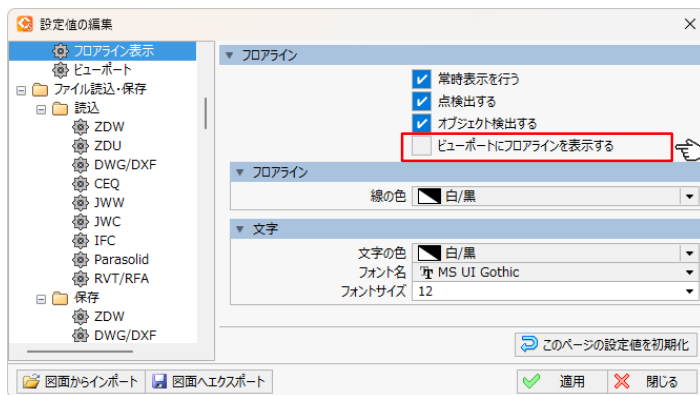 設定値の編集
フロアライン表示
ビューポート
ファイル読込・保存
読込
ZDW
ZDU
DWG/DXF
CEQ
JWW
JWC
IFC
Parasolid
RVT/RFA
保存
ZDW
DWG/DXF
フロアライン
常時表示を行う
点検出する
オブジェクト検出する
ビューポートにフロアラインを表示する
フロアライン
線の色 白/黒
文字
文字の色 白/黒
フォント名 MS UI Gothic
フォントサイズ 12
このページの設定値を初期化
図面からインポート 図面へエクスポート 適用 閉じる